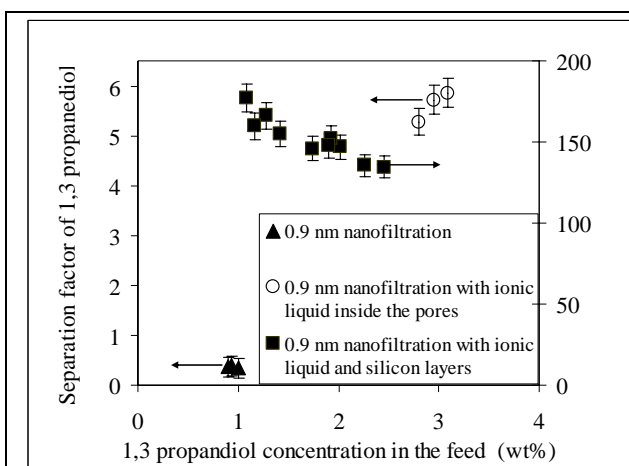 Separation factor of 1,3 propanediol
6
5
4
3
2
1
0
200
150
100
50
0
0.9 nm nanofiltration
0.9 nm nanofiltration with ionic
liquid inside the pores
0.9 nm nanofiltration with ionic
liquid and silicon layers
0 1 2 3 4
1,3 propandiol concentration in the feed (wt%)